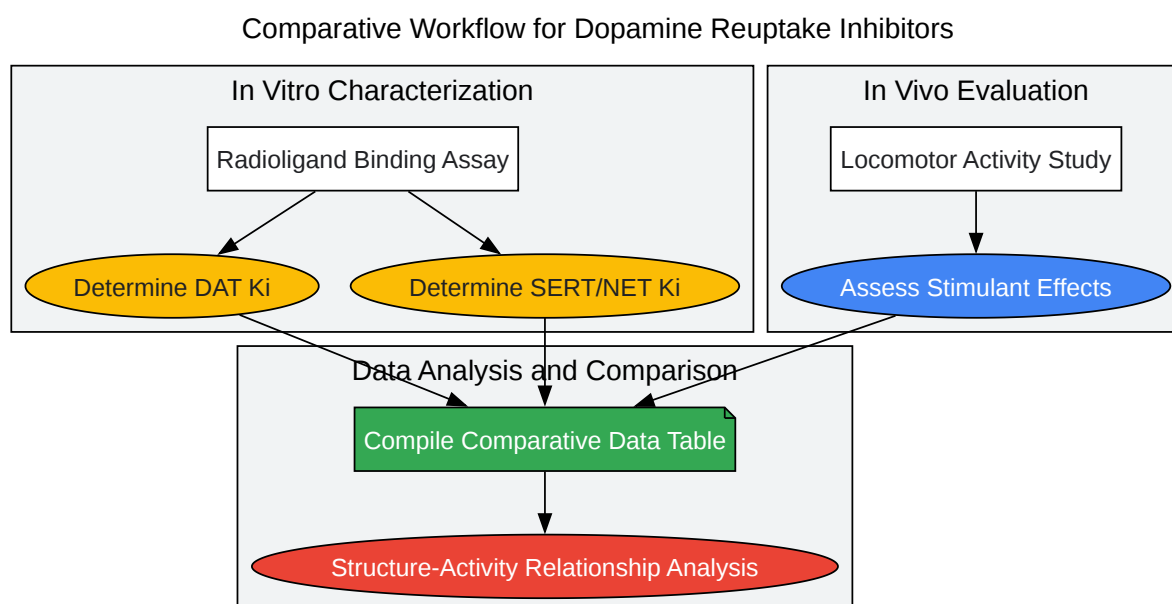 Comparative Workflow for Dopamine Reuptake Inhibitors
In Vitro Characterization
Radioligand Binding Assay
Determine DAT Ki
Determine SERT/NET Ki
In Vivo Evaluation
Locomotor Activity Study
Assess Stimulant Effects
Data Analysis and Comparison
Compile Comparative Data Table
Structure-Activity Relationship Analysis